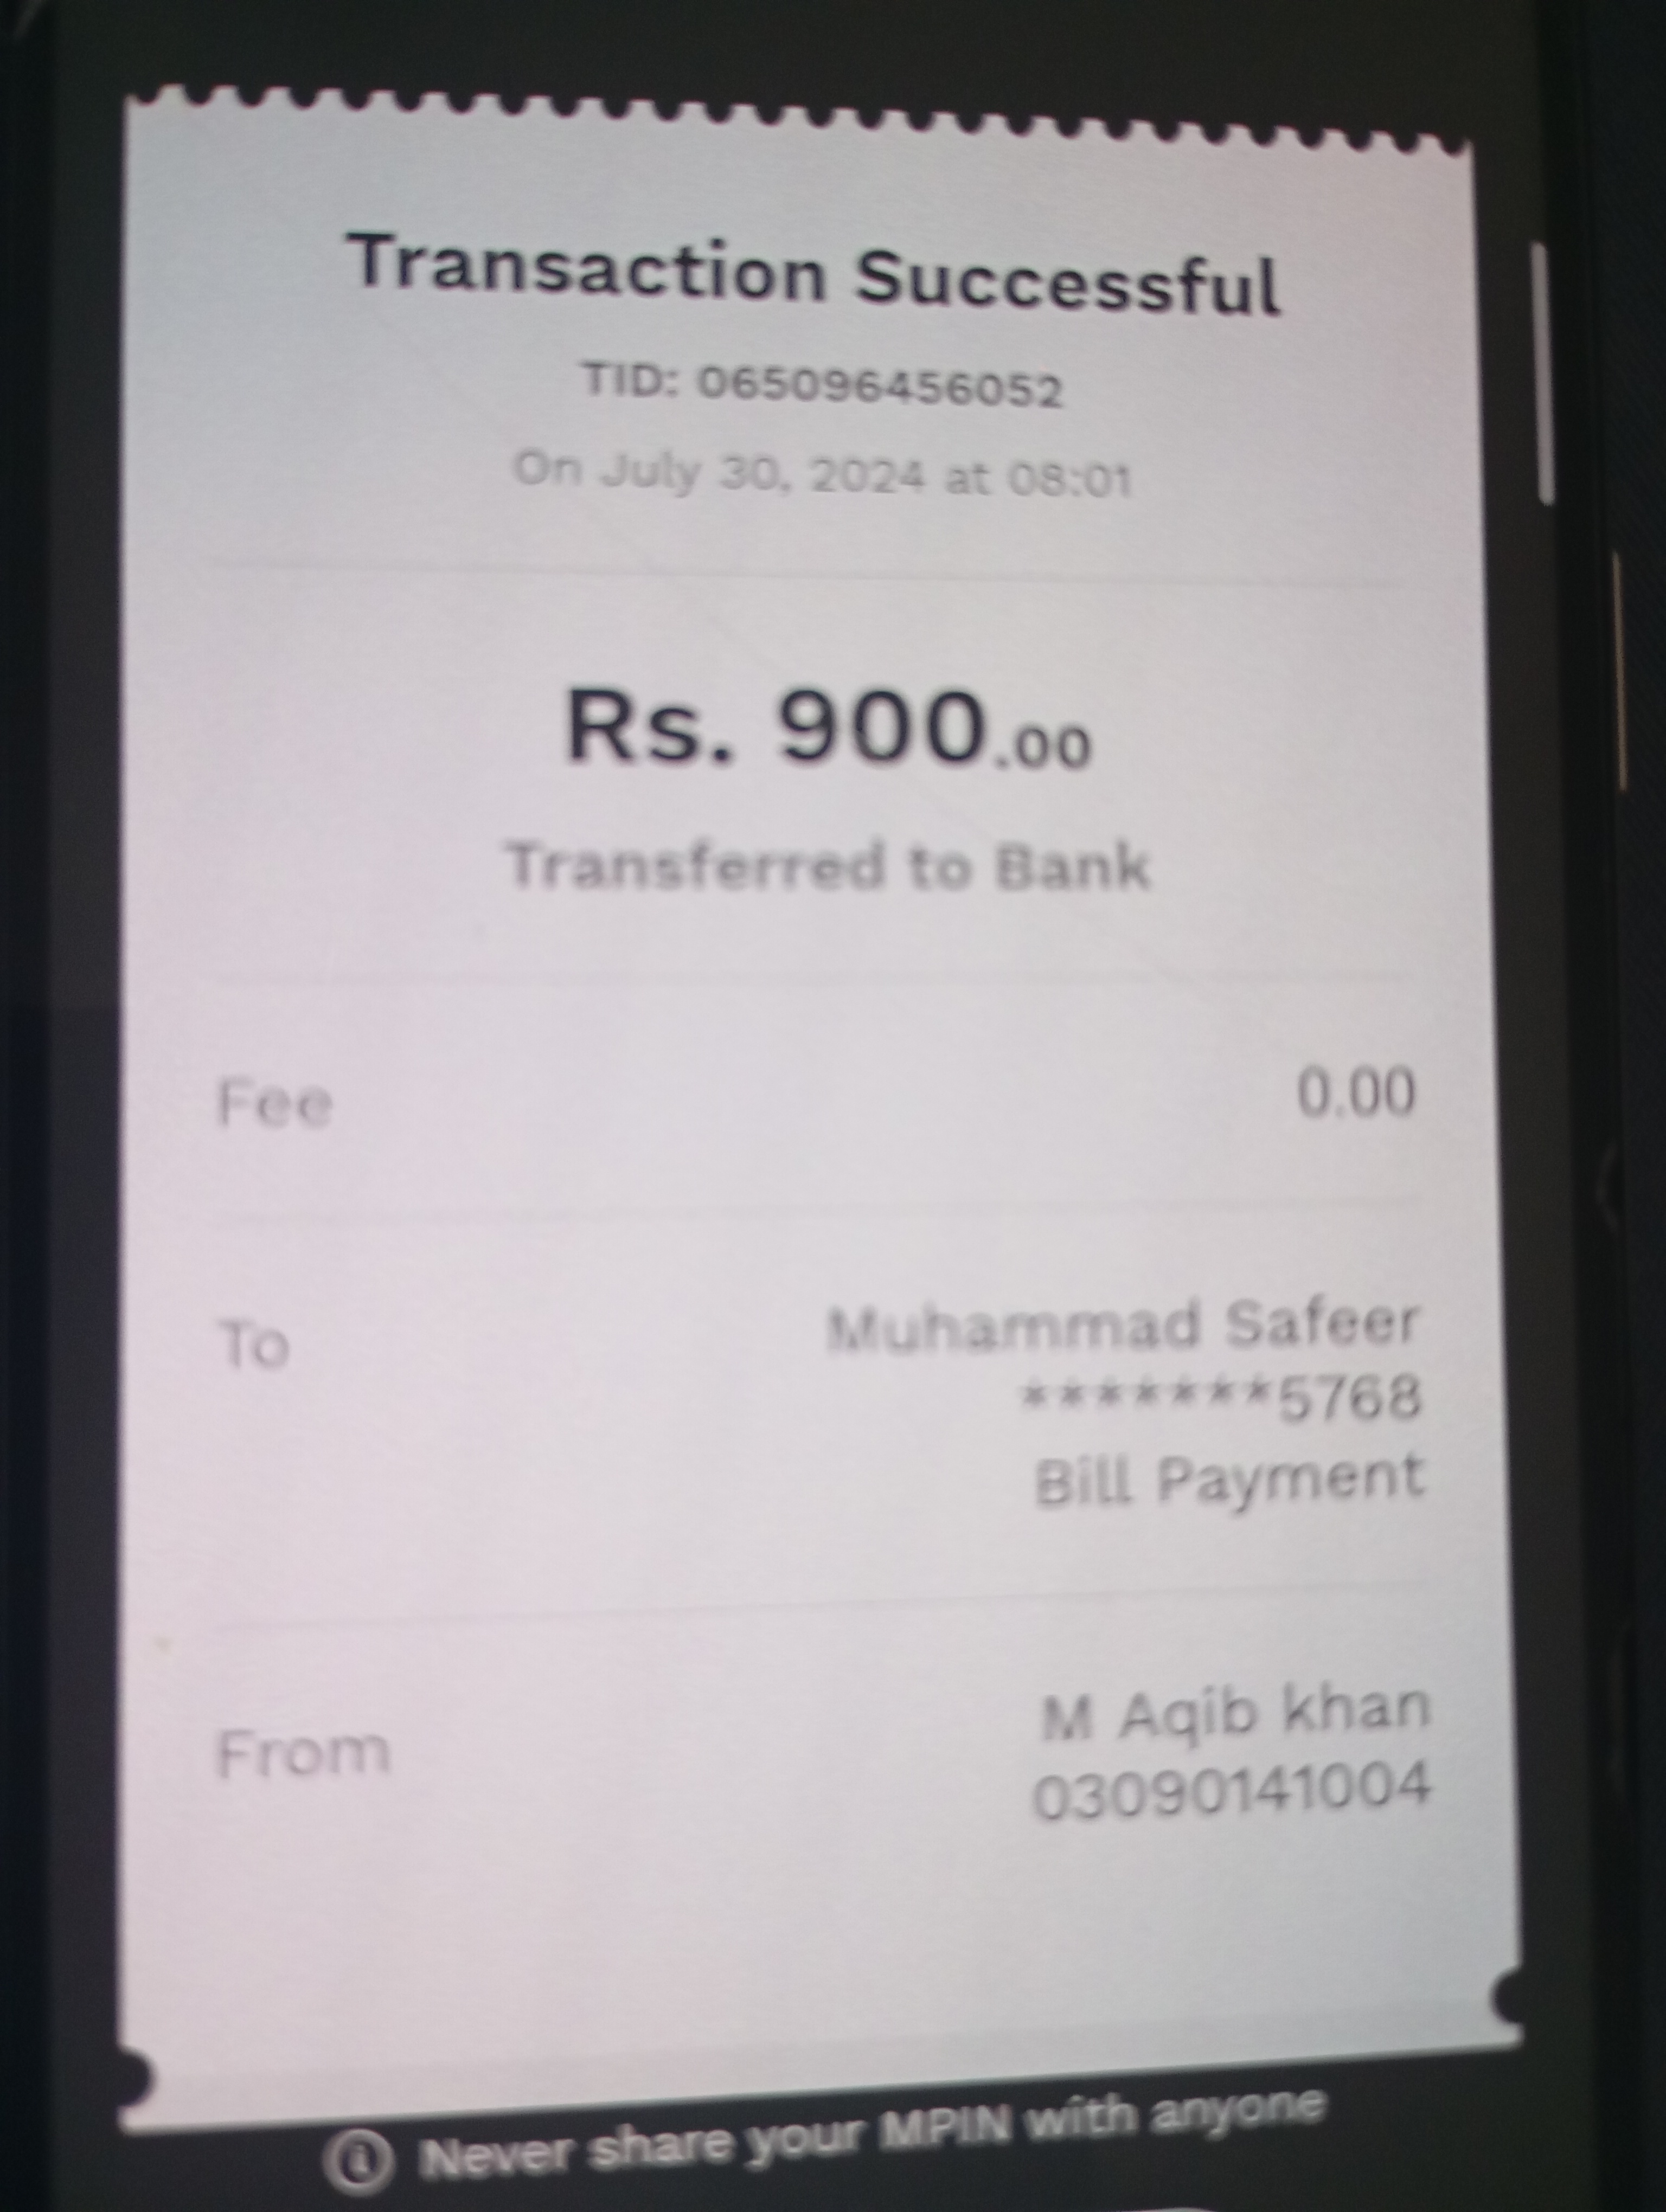 Transaction Successful
TID: 065096456052
On July 30, 2024 at 08:01
Rs. 900.00
Transferred to Bank
Fee 0.00
To Muhammad Safeer
*******5768
Bill Payment
From M Aqib khan
03090141004
Never share your MPIN with anyone